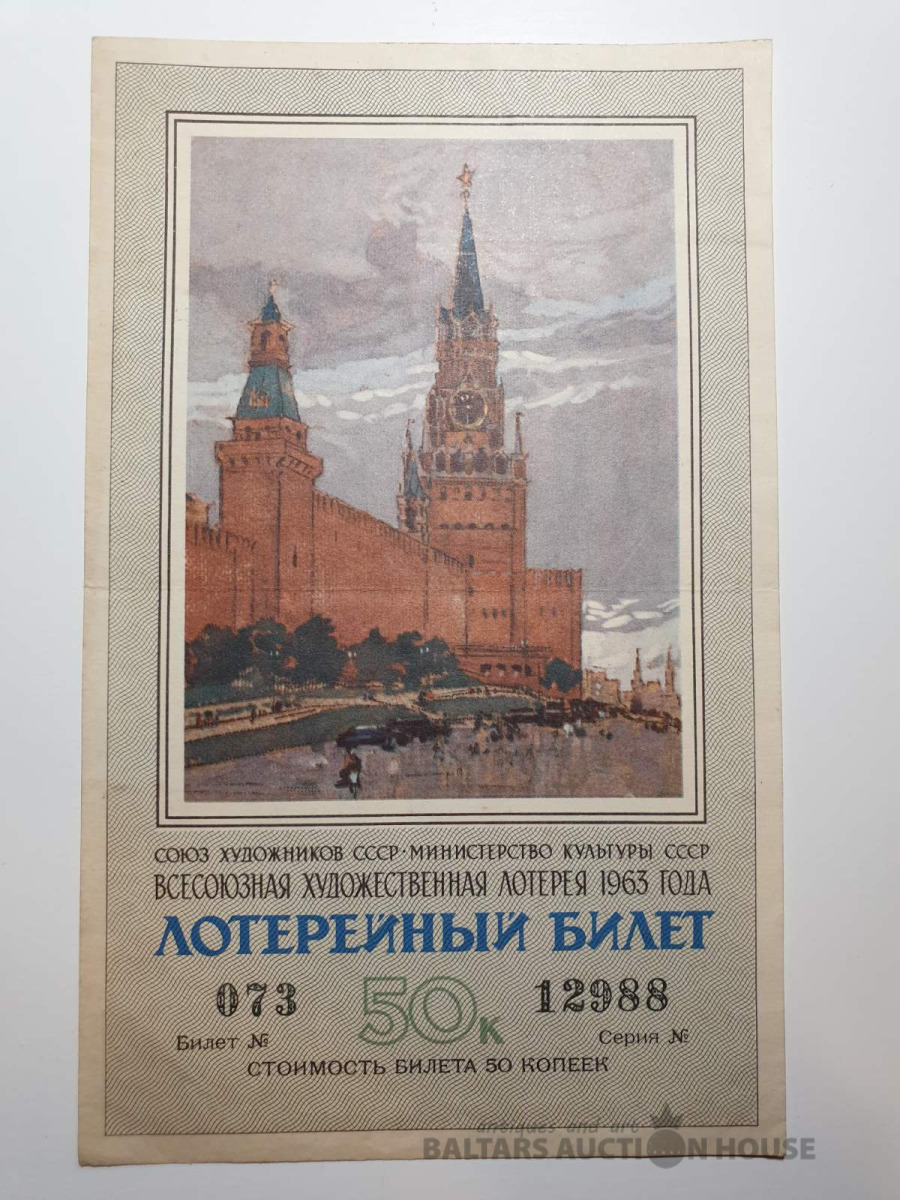 СОЮЗ ХУДОЖНИКОВ СССР · МИНИСТЕРСТВО КУЛЬТУРЫ СССР
ВСЕСОЮЗНАЯ ХУДОЖЕСТВЕННАЯ ЛОТЕРЕЯ 1963 ГОДА
ЛОТЕРЕЙНЫЙ БИЛЕТ
073 50К 12988
Билет № Серия №
СТОИМОСТЬ БИЛЕТА 50 КОПЕЕК
antiques and art
BALTARS AUCTION HOUSE